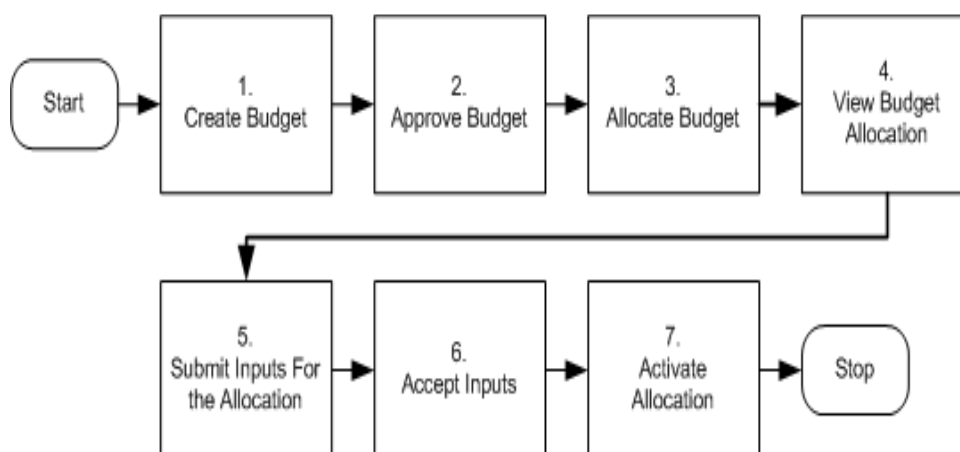 Start
1.
Create Budget
2.
Approve Budget
3.
Allocate Budget
4.
View Budget
Allocation
5.
Submit Inputs For
the Allocation
6.
Accept Inputs
7.
Activate
Allocation
Stop